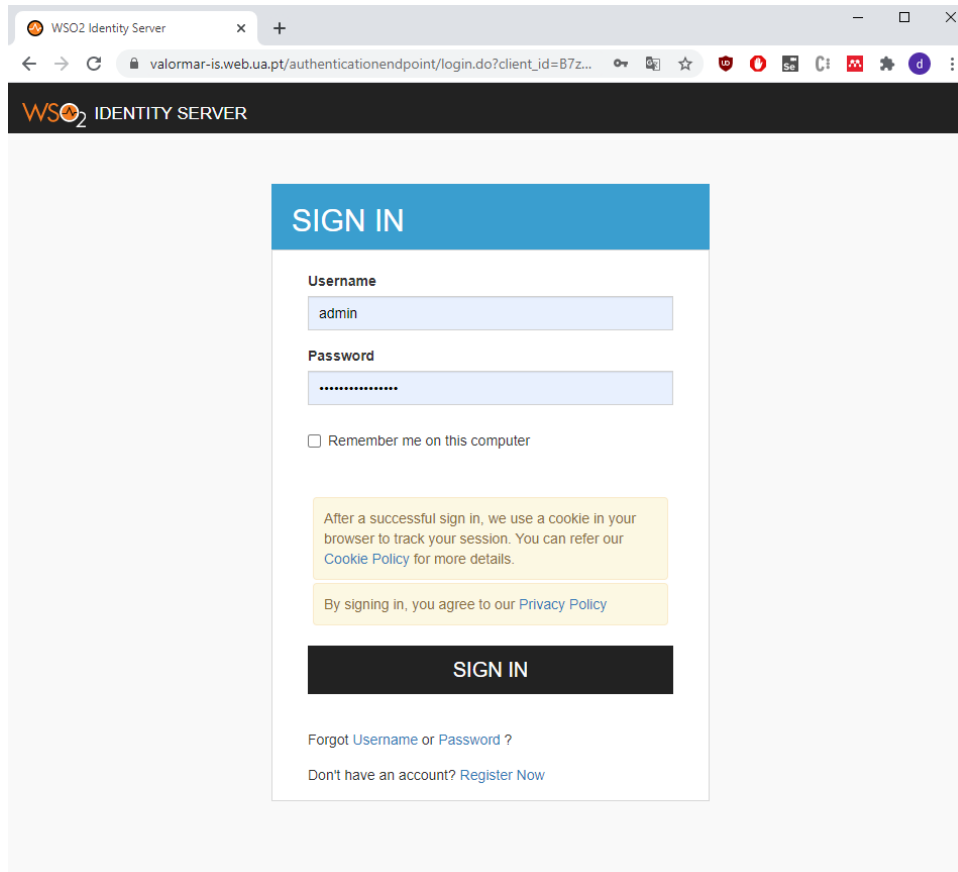 WSO2 Identity Server
valormar-is.web.ua.pt/authenticationendpoint/login.do?client_id=B7z...
WSO2 IDENTITY SERVER
SIGN IN
Username
admin
Password
••••••••••••••••
Remember me on this computer
After a successful sign in, we use a cookie in your
browser to track your session. You can refer our
Cookie Policy for more details.
By signing in, you agree to our Privacy Policy
SIGN IN
Forgot Username or Password ?
Don't have an account? Register Now